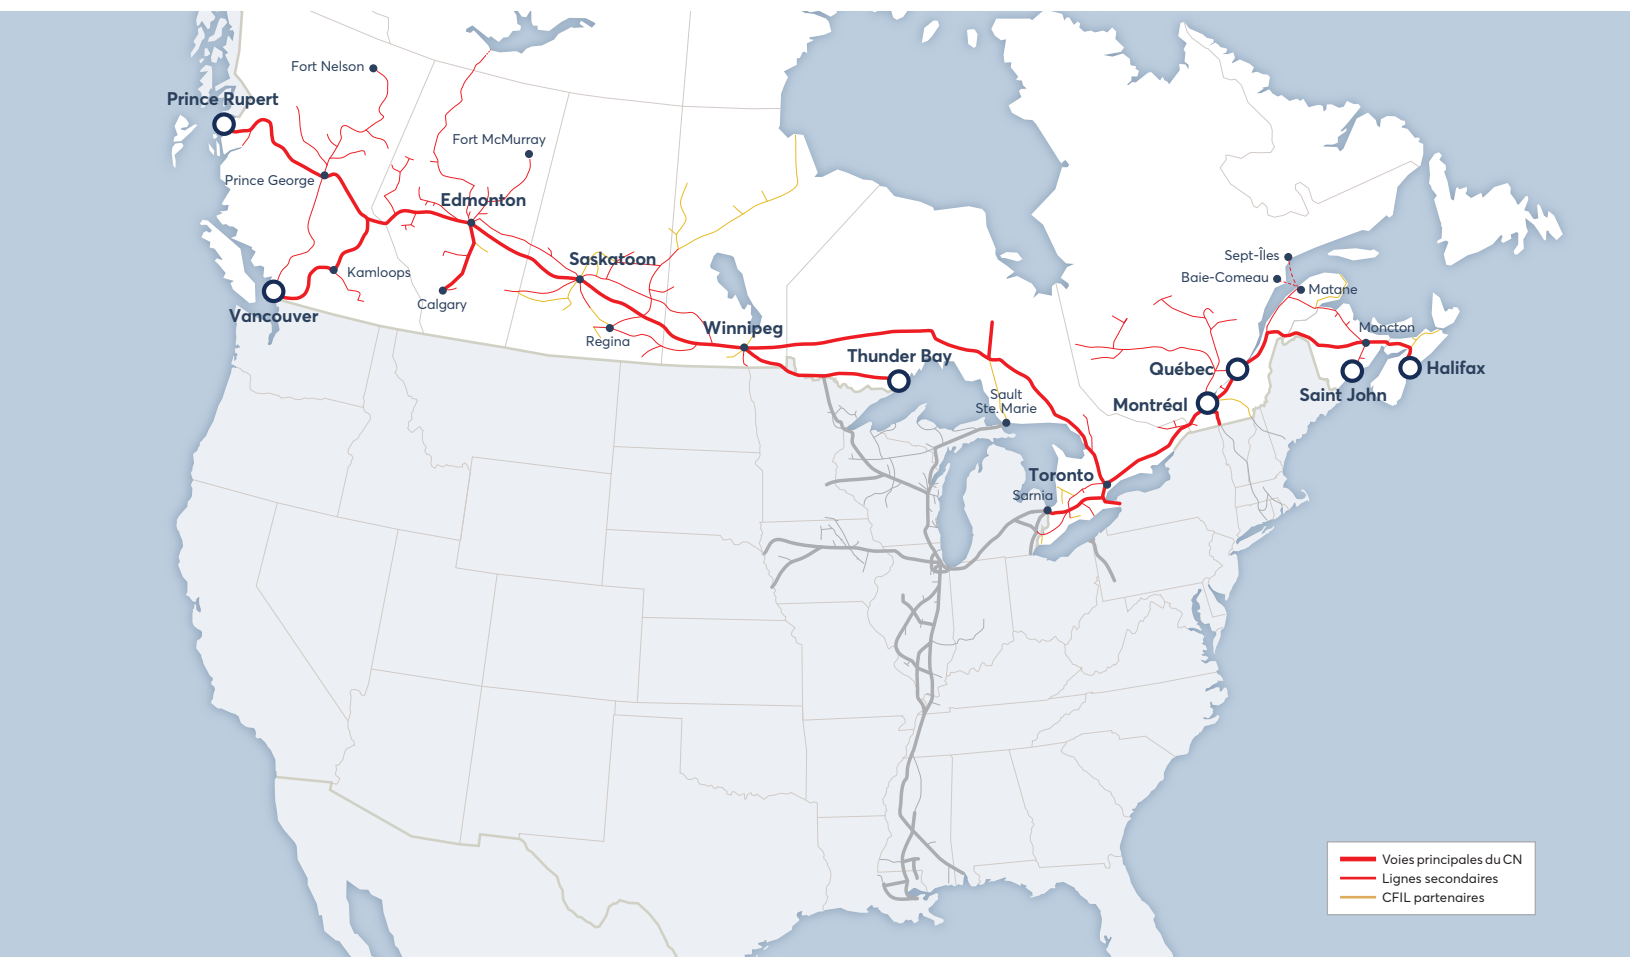 Fort Nelson
Prince Rupert
Fort McMurray
Prince George
Edmonton
Saskatoon
Kamloops
Calgary
Vancouver
Regina
Winnipeg
Thunder Bay
Sault
Ste. Marie
Toronto
Sarnia
Sept-Îles
Baie-Comeau
Matane
Moncton
Québec
Halifax
Saint John
Montréal
Voies principales du CN
Lignes secondaires
CFIL partenaires